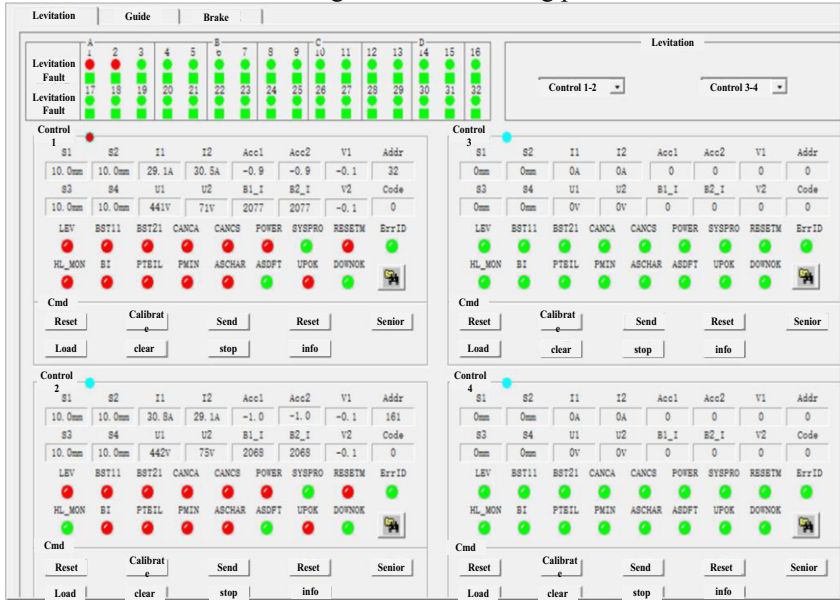 Levitation Guide Brake
A B C D
1 2 3 4 5 6 7 8 9 10 11 12 13 14 15 16
Levitation
Fault
17 18 19 20 21 22 23 24 25 26 27 28 29 30 31 32
Levitation
Fault
Levitation
Control 1-2 Control 3-4
Control
1
S1 S2 I1 I2 Acc1 Acc2 V1 Addr
10.0mm 10.0mm 29.1A 30.5A -0.9 -0.9 -0.1 32
S3 S4 U1 U2 B1_I B2_I V2 Code
10.0mm 10.0mm 441V 71V 2077 2077 -0.1 0
LEV BST11 BST21 CANCA CANCS POWER SYSPRO RESETM ErrID
HL_MON BI PTEIL PMIN ASCHAR ASDFT UPOK DOWNOK
Cmd
Reset Calibrat
e Send Reset Senior
Load clear stop info
Control
3
S1 S2 I1 I2 Acc1 Acc2 V1 Addr
0mm 0mm 0A 0A 0 0 0 0
S3 S4 U1 U2 B1_I B2_I V2 Code
0mm 0mm 0V 0V 0 0 0 0
LEV BST11 BST21 CANCA CANCS POWER SYSPRO RESETM ErrID
HL_MON BI PTEIL PMIN ASCHAR ASDFT UPOK DOWNOK
Cmd
Reset Calibrat
e Send Reset Senior
Load clear stop info
Control
2
S1 S2 I1 I2 Acc1 Acc2 V1 Addr
10.0mm 10.0mm 30.8A 29.1A -1.0 -1.0 -0.1 161
S3 S4 U1 U2 B1_I B2_I V2 Code
10.0mm 10.0mm 442V 75V 2068 2068 -0.1 0
LEV BST11 BST21 CANCA CANCS POWER SYSPRO RESETM ErrID
HL_MON BI PTEIL PMIN ASCHAR ASDFT UPOK DOWNOK
Cmd
Reset Calibrat
e Send Reset Senior
Load clear stop info
Control
4
S1 S2 I1 I2 Acc1 Acc2 V1 Addr
0mm 0mm 0A 0A 0 0 0 0
S3 S4 U1 U2 B1_I B2_I V2 Code
0mm 0mm 0V 0V 0 0 0 0
LEV BST11 BST21 CANCA CANCS POWER SYSPRO RESETM ErrID
HL_MON BI PTEIL PMIN ASCHAR ASDFT UPOK DOWNOK
Cmd
Reset Calibrat
e Send Reset Senior
Load clear stop info